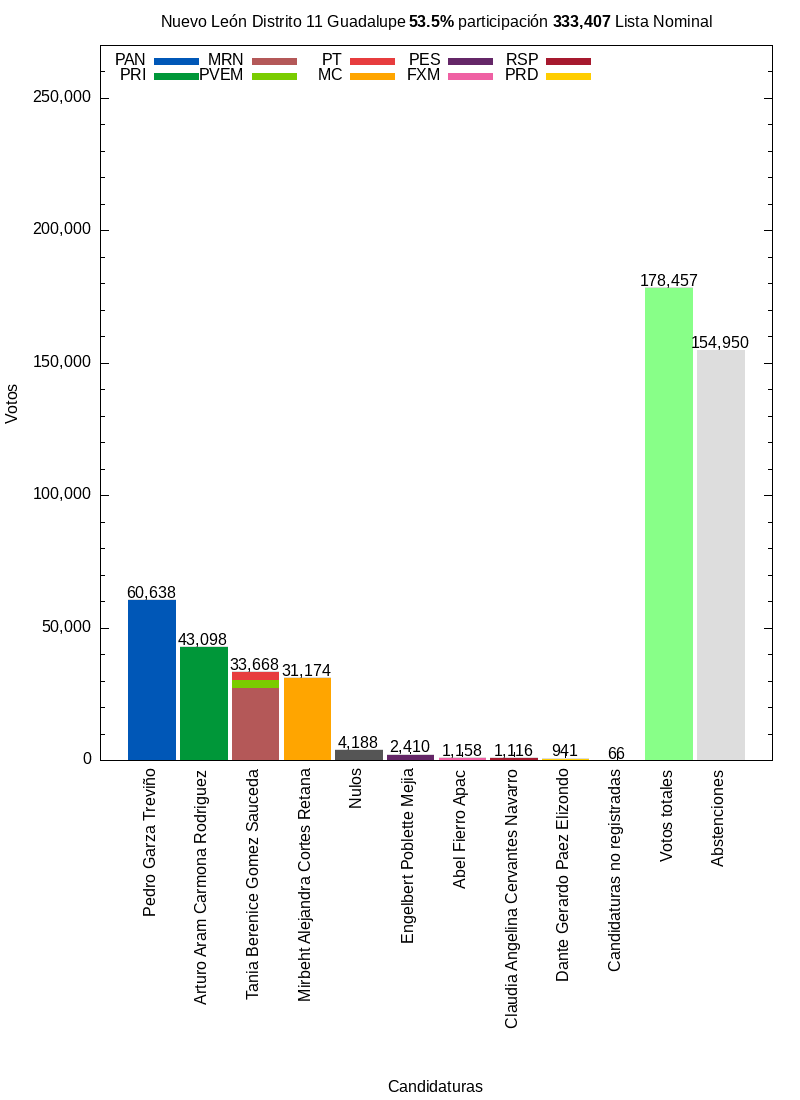 Nuevo León Distrito 11 Guadalupe 53.5% participación 333,407 Lista Nominal
PAN MRN PT PES RSP
PRI PVEM MC FXM PRD
250,000
200,000
150,000
100,000
50,000
0
Votos
60,638
43,098
33,668
31,174
4,188
2,410
1,158
1,116
941
66
178,457
154,950
Pedro Garza Treviño
Arturo Aram Carmona Rodriguez
Tania Berenice Gomez Sauceda
Mirbeht Alejandra Cortes Retana
Nulos
Engelbert Poblette Mejia
Abel Fierro Apac
Claudia Angelina Cervantes Navarro
Dante Gerardo Paez Elizondo
Candidaturas no registradas
Votos totales
Abstenciones
Candidaturas